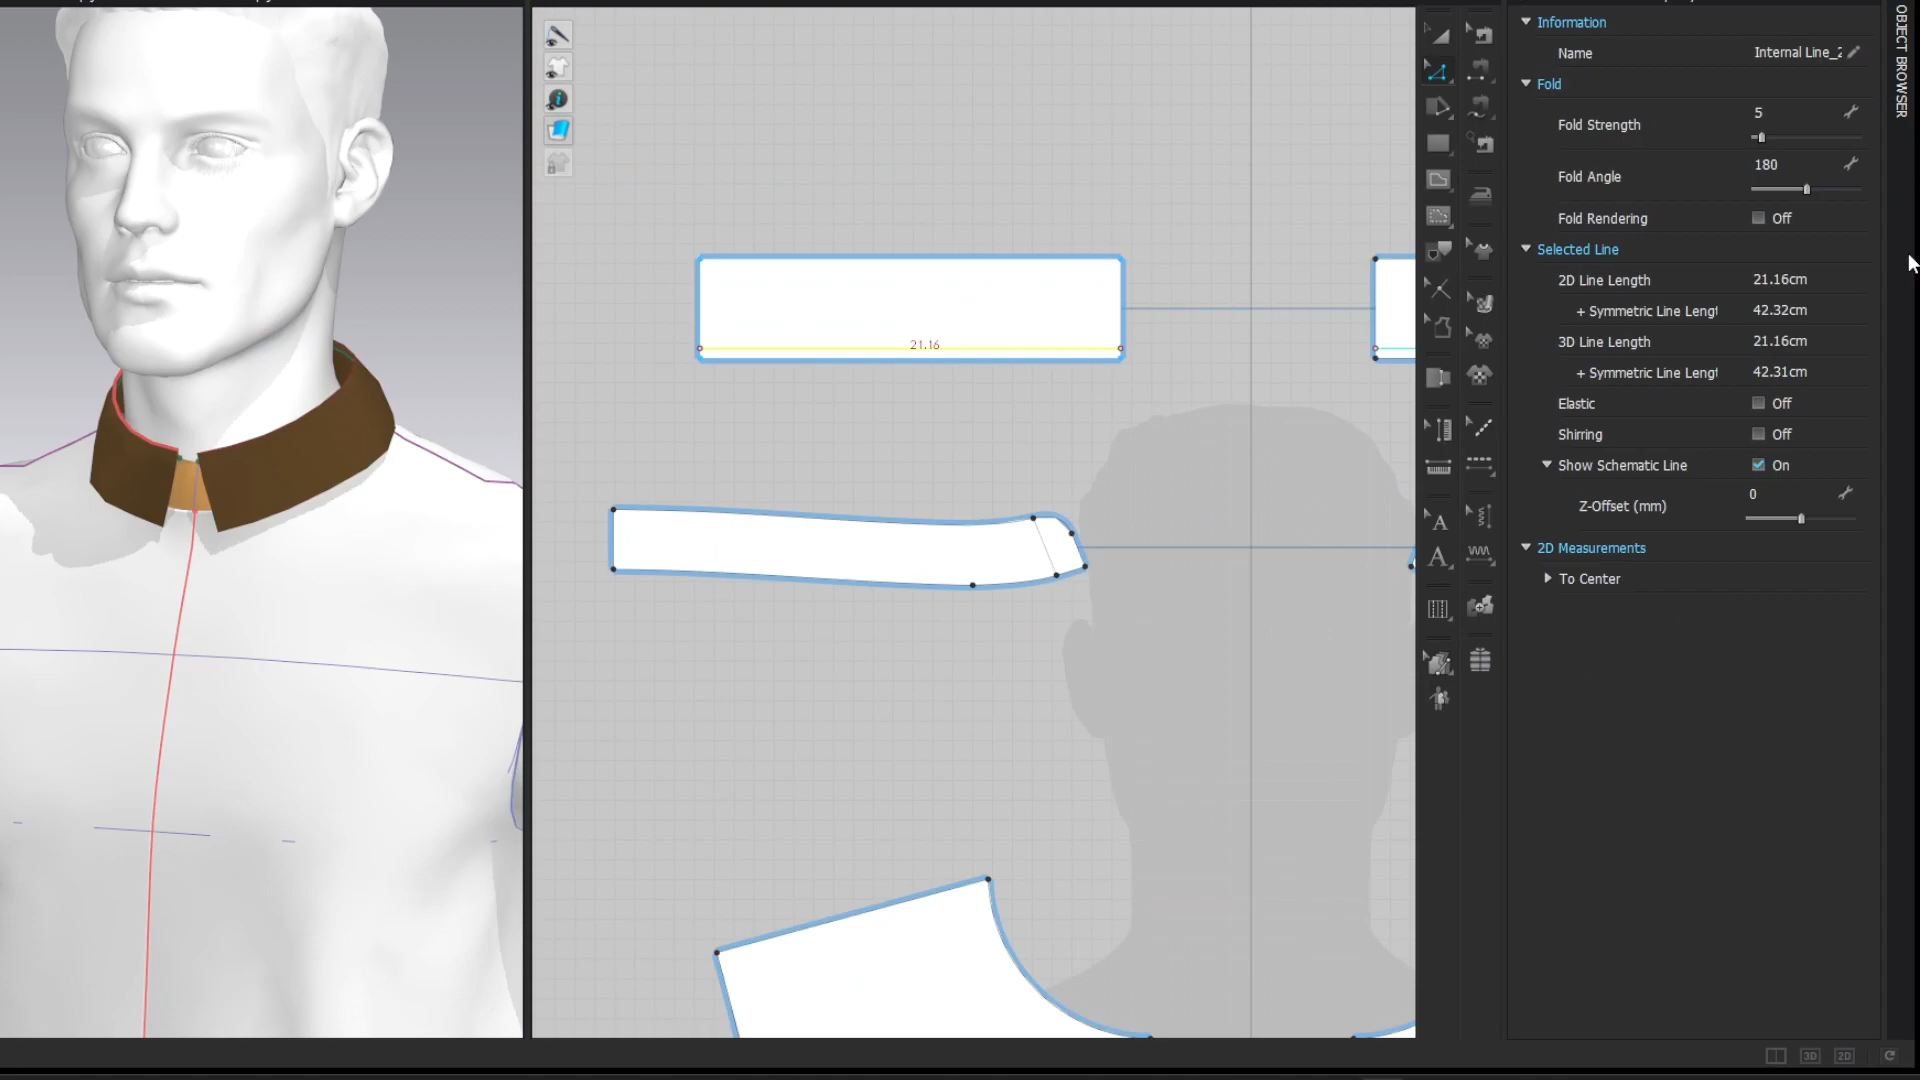 OBJECT BROWSER
Information
Name
Internal Line_2
Fold
Fold Strength
5
Fold Angle
180
Fold Rendering
Off
Selected Line
2D Line Length
21.16cm
+ Symmetric Line Lengt
42.32cm
3D Line Length
21.16cm
+ Symmetric Line Lengt
42.31cm
Elastic
Off
Shirring
Off
Show Schematic Line
On
Z-Offset (mm)
0
2D Measurements
To Center
21.16
3D
2D